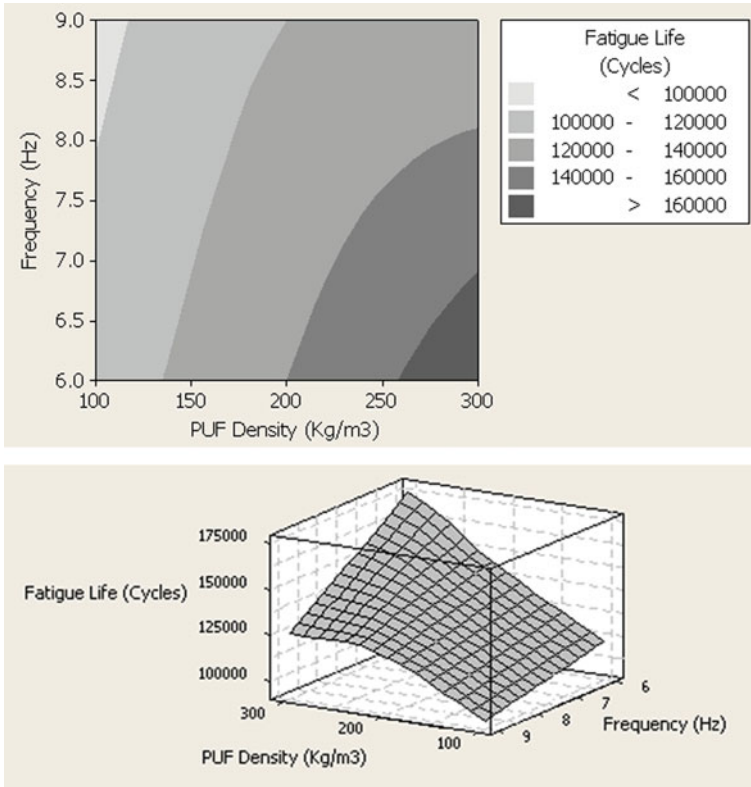 Fatigue Life
(Cycles)
< 100000
100000 - 120000
120000 - 140000
140000 - 160000
> 160000
9.0
8.5
8.0
7.5
7.0
6.5
6.0
Frequency (Hz)
100 150 200 250 300
PUF Density (Kg/m3)
175000
150000
125000
100000
Fatigue Life (Cycles)
300 200 100
PUF Density (Kg/m3)
9 8 7 6
Frequency (Hz)